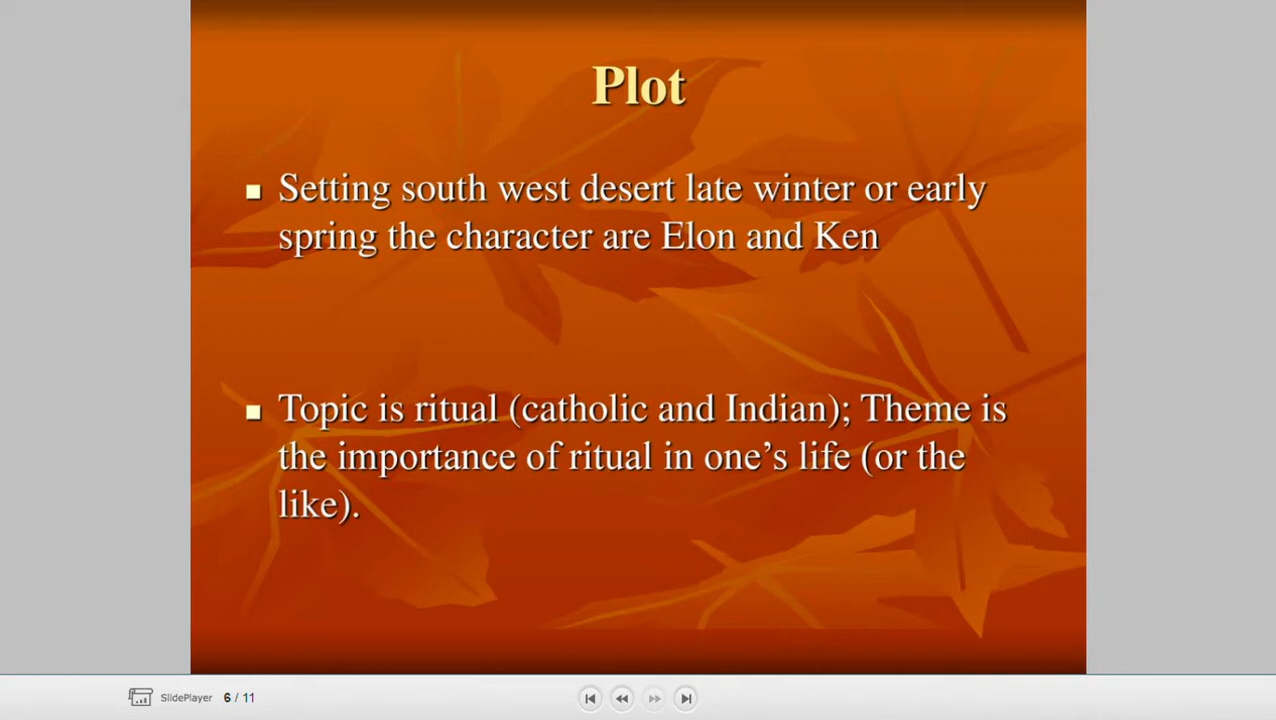 Plot
Setting south west desert late winter or early
spring the character are Elon and Ken
Topic is ritual (catholic and Indian); Theme is
the importance of ritual in one’s life (or the
like).
SlidePlayer 6 / 11